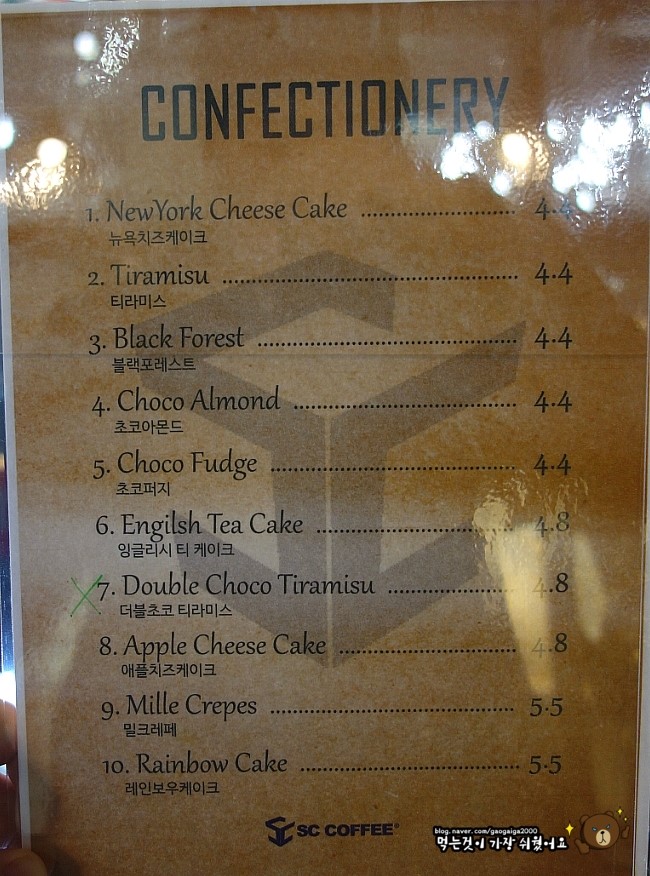 CONFECTIONERY
1. NewYork Cheese Cake 4.4
뉴욕치즈케이크
2. Tiramisu 4.4
티라미스
3. Black Forest 4.4
블랙포레스트
4. Choco Almond 4.4
초코아몬드
5. Choco Fudge 4.4
초코퍼지
6. Engilsh Tea Cake 4.8
잉글리시 티 케이크
7. Double Choco Tiramisu 4.8
더블초코 티라미스
8. Apple Cheese Cake 4.8
애플치즈케이크
9. Mille Crepes 5.5
밀크레페
10. Rainbow Cake 5.5
레인보우케이크
SC COFFEE®
blog.naver.com/gaogaiga2000
먹는것이 가장 쉬웠어요